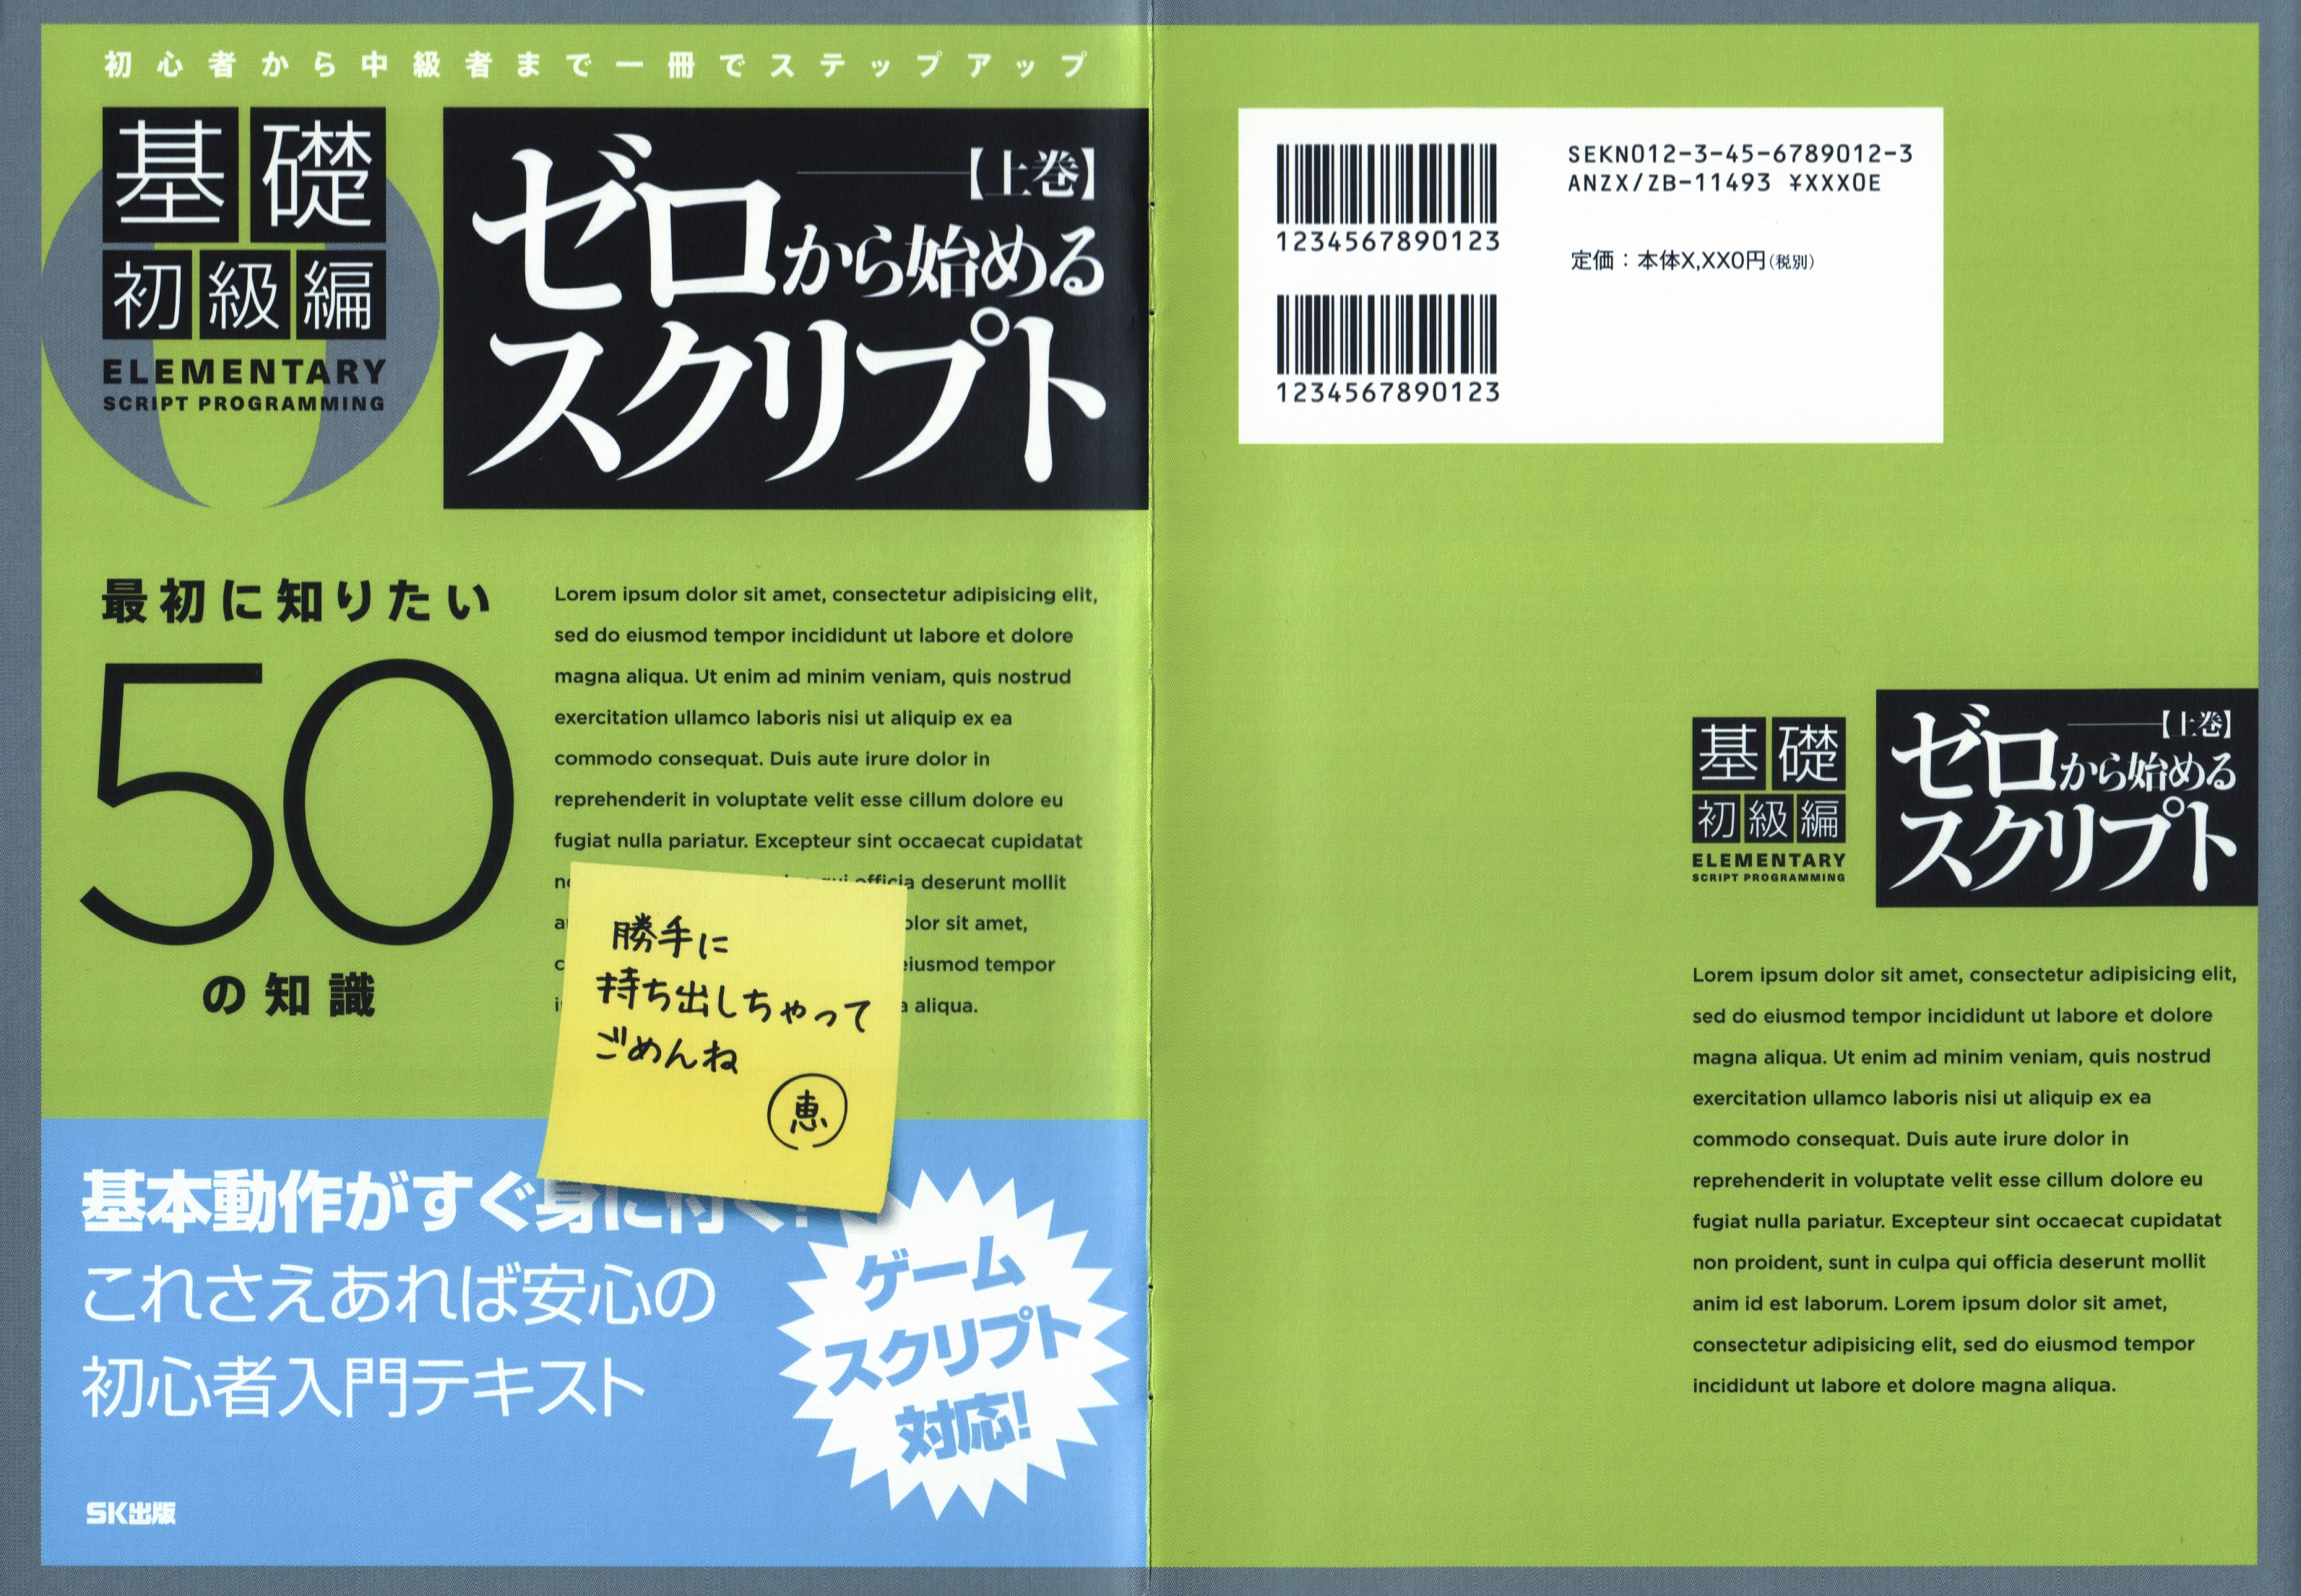 初心者から中級者まで一冊でステップアップ
基礎
初級編
ELEMENTARY
SCRIPT PROGRAMMING
【上巻】
ゼロから始める
スクリプト
最初に知りたい
50
の知識
Lorem ipsum dolor sit amet, consectetur adipisicing elit,
sed do eiusmod tempor incididunt ut labore et dolore
magna aliqua. Ut enim ad minim veniam, quis nostrud
exercitation ullamco laboris nisi ut aliquip ex ea
commodo consequat. Duis aute irure dolor in
reprehenderit in voluptate velit esse cillum dolore eu
fugiat nulla pariatur. Excepteur sint occaecat cupidatat
officia deserunt mollit
sit amet,
eiusmod tempor
aliqua.
勝手に
持ち出しちゃって
ごめんね
恵
基本動作がすぐ身に付く!
これさえあれば安心の
初心者入門テキスト
ゲーム
スクリプト
対応!
SK出版
1234567890123
1234567890123
SEKN012-3-45-6789012-3
ANZX/ZB-11493 ¥XXX0E
定価:本体X,XX0円(税別)
基礎
初級編
ELEMENTARY
SCRIPT PROGRAMMING
【上巻】
ゼロから始める
スクリプト
Lorem ipsum dolor sit amet, consectetur adipisicing elit,
sed do eiusmod tempor incididunt ut labore et dolore
magna aliqua. Ut enim ad minim veniam, quis nostrud
exercitation ullamco laboris nisi ut aliquip ex ea
commodo consequat. Duis aute irure dolor in
reprehenderit in voluptate velit esse cillum dolore eu
fugiat nulla pariatur. Excepteur sint occaecat cupidatat
non proident, sunt in culpa qui officia deserunt mollit
anim id est laborum. Lorem ipsum dolor sit amet,
consectetur adipisicing elit, sed do eiusmod tempor
incididunt ut labore et dolore magna aliqua.